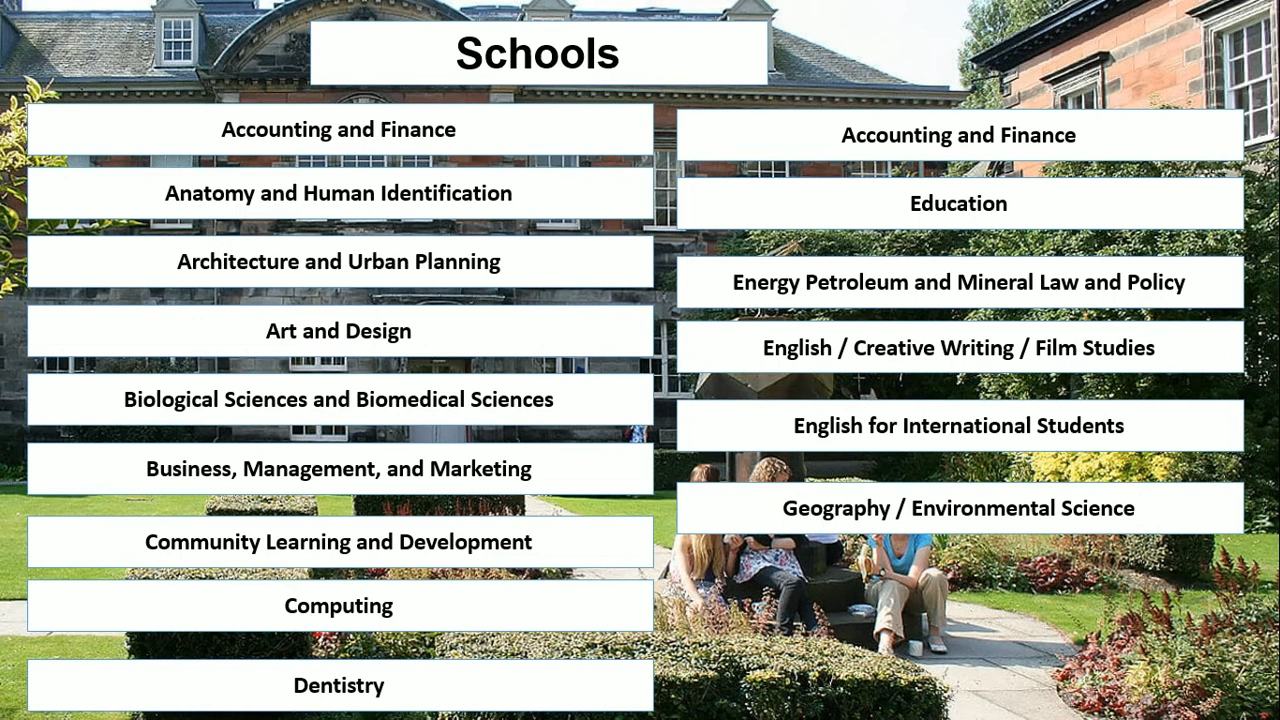 Schools
Accounting and Finance
Anatomy and Human Identification
Architecture and Urban Planning
Art and Design
Biological Sciences and Biomedical Sciences
Business, Management, and Marketing
Community Learning and Development
Computing
Dentistry
Accounting and Finance
Education
Energy Petroleum and Mineral Law and Policy
English / Creative Writing / Film Studies
English for International Students
Geography / Environmental Science